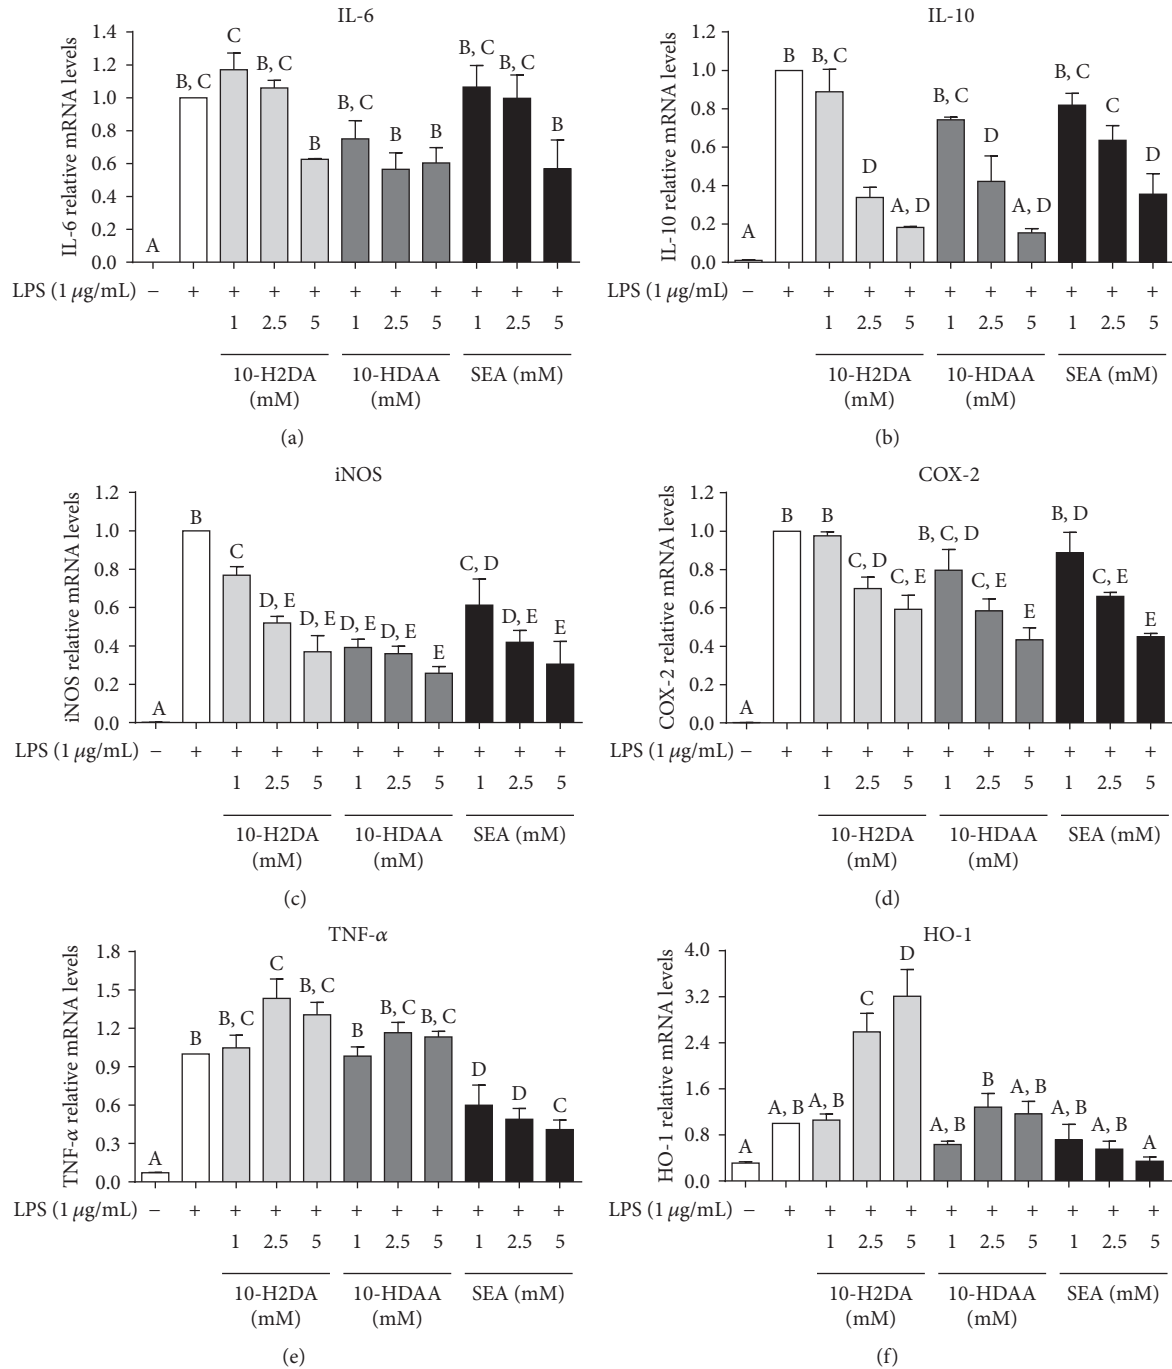 IL-6
IL-6 relative mRNA levels
1.4
1.2
1.0
0.8
0.6
0.4
0.2
0.0
A
B, C
C
B, C
B
B, C
B
B
B, C
B, C
B
LPS (1 μg/mL) − + + + + + + + + + +
1 2.5 5 1 2.5 5 1 2.5 5
10-H2DA (mM)
10-HDAA (mM)
SEA (mM)
(a)
IL-10
IL-10 relative mRNA levels
1.2
1.0
0.8
0.6
0.4
0.2
0.0
A
B
B, C
D
A, D
B, C
D
A, D
B, C
C
D
LPS (1 μg/mL) − + + + + + + + + + +
1 2.5 5 1 2.5 5 1 2.5 5
10-H2DA (mM)
10-HDAA (mM)
SEA (mM)
(b)
iNOS
iNOS relative mRNA levels
1.2
1.0
0.8
0.6
0.4
0.2
0.0
A
B
C
D, E
D, E
D, E
D, E
E
C, D
D, E
E
LPS (1 μg/mL) − + + + + + + + + + +
1 2.5 5 1 2.5 5 1 2.5 5
10-H2DA (mM)
10-HDAA (mM)
SEA (mM)
(c)
COX-2
COX-2 relative mRNA levels
1.2
1.0
0.8
0.6
0.4
0.2
0.0
A
B
B
C, D
C, E
B, C, D
C, E
E
B, D
C, E
E
LPS (1 μg/mL) − + + + + + + + + + +
1 2.5 5 1 2.5 5 1 2.5 5
10-H2DA (mM)
10-HDAA (mM)
SEA (mM)
(d)
TNF-α
TNF-α relative mRNA levels
1.8
1.5
1.2
0.9
0.6
0.3
0.0
A
B
B, C
C
B, C
B
B, C
B, C
D
D
C
LPS (1 μg/mL) − + + + + + + + + + +
1 2.5 5 1 2.5 5 1 2.5 5
10-H2DA (mM)
10-HDAA (mM)
SEA (mM)
(e)
HO-1
HO-1 relative mRNA levels
4.0
3.2
2.4
1.6
0.8
0.0
A
A, B
A, B
C
D
A, B
B
A, B
A, B
A, B
A
LPS (1 μg/mL) − + + + + + + + + + +
1 2.5 5 1 2.5 5 1 2.5 5
10-H2DA (mM)
10-HDAA (mM)
SEA (mM)
(f)